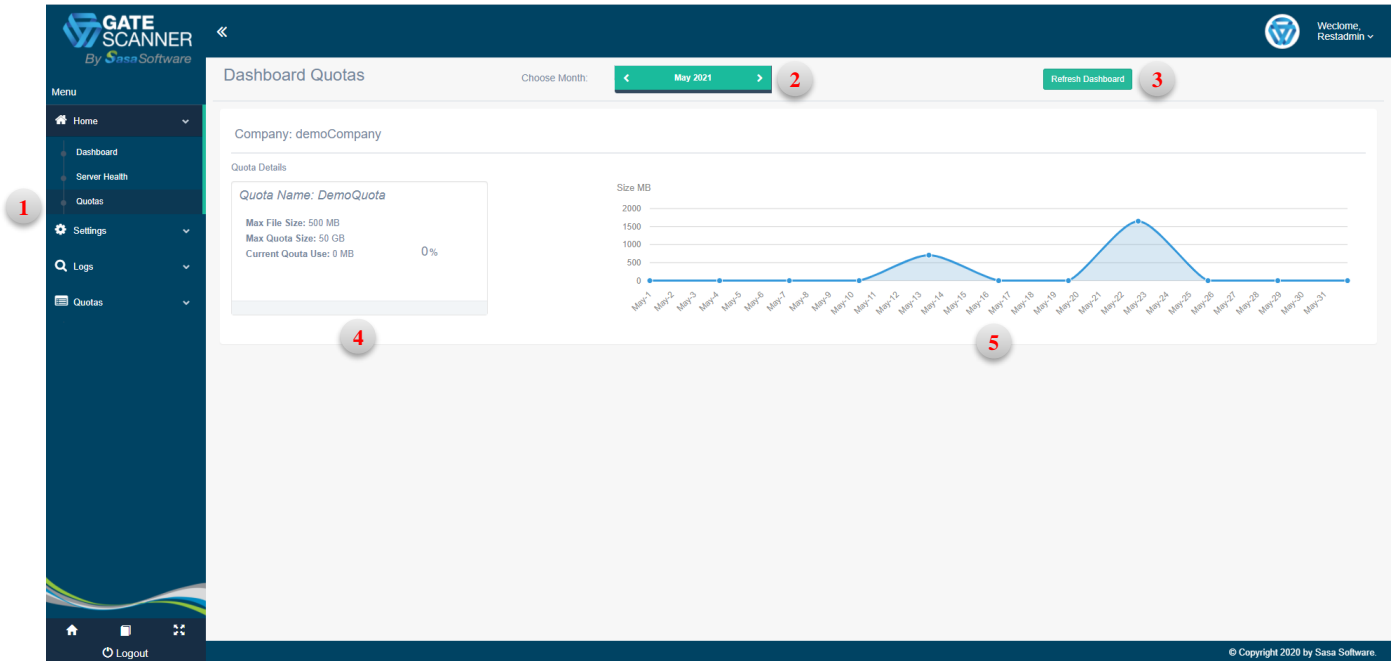 GATE
SCANNER
By Sasa Software
Weclome,
Restadmin
Menu
Home
Dashboard
Server Health
Quotas
Settings
Logs
Quotas
Logout
1
Dashboard Quotas
Choose Month:
May 2021
2
Refresh Dashboard
3
Company: demoCompany
Quota Details
Quota Name: DemoQuota
Max File Size: 500 MB
Max Quota Size: 50 GB
Current Qouta Use: 0 MB
0%
4
Size MB
2000
1500
1000
500
0
May-1 May-2 May-3 May-4 May-5 May-6 May-7 May-8 May-9 May-10 May-11 May-12 May-13 May-14 May-15 May-16 May-17 May-18 May-19 May-20 May-21 May-22 May-23 May-24 May-25 May-26 May-27 May-28 May-29 May-30 May-31
5
© Copyright 2020 by Sasa Software.